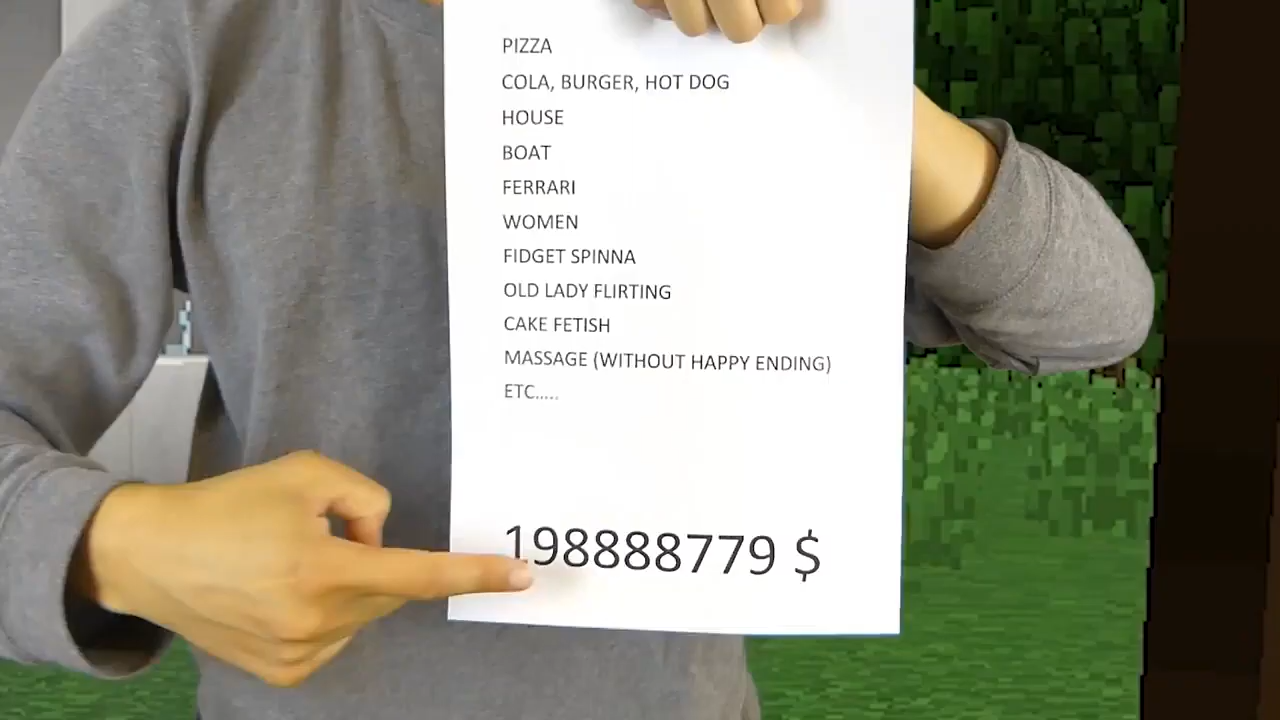 PIZZA
COLA, BURGER, HOT DOG
HOUSE
BOAT
FERRARI
WOMEN
FIDGET SPINNA
OLD LADY FLIRTING
CAKE FETISH
MASSAGE (WITHOUT HAPPY ENDING)
ETC.....
198888779 $